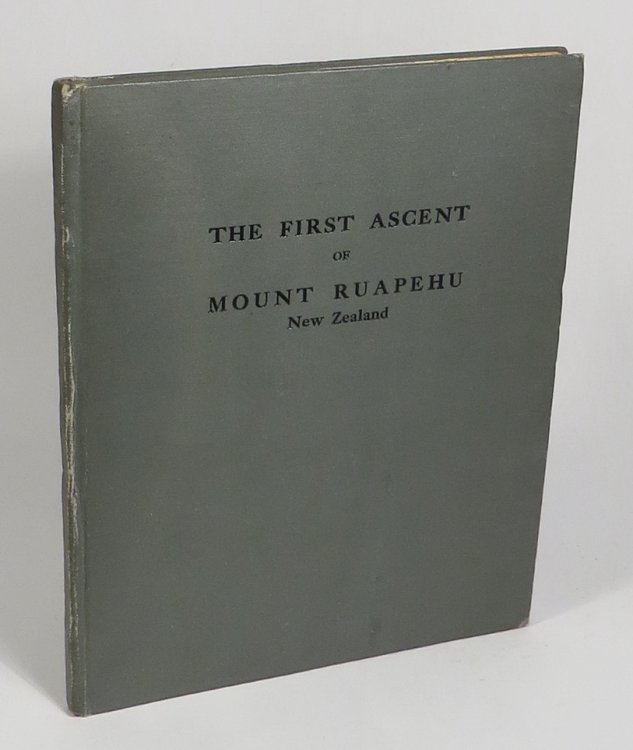 THE FIRST ASCENT
OF
MOUNT RUAPEHU
New Zealand